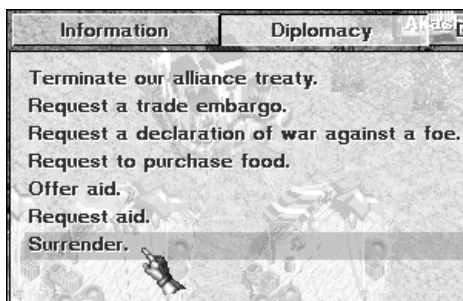 Information
Diplomacy
Terminate our alliance treaty.
Request a trade embargo.
Request a declaration of war against a foe.
Request to purchase food.
Offer aid.
Request aid.
Surrender.